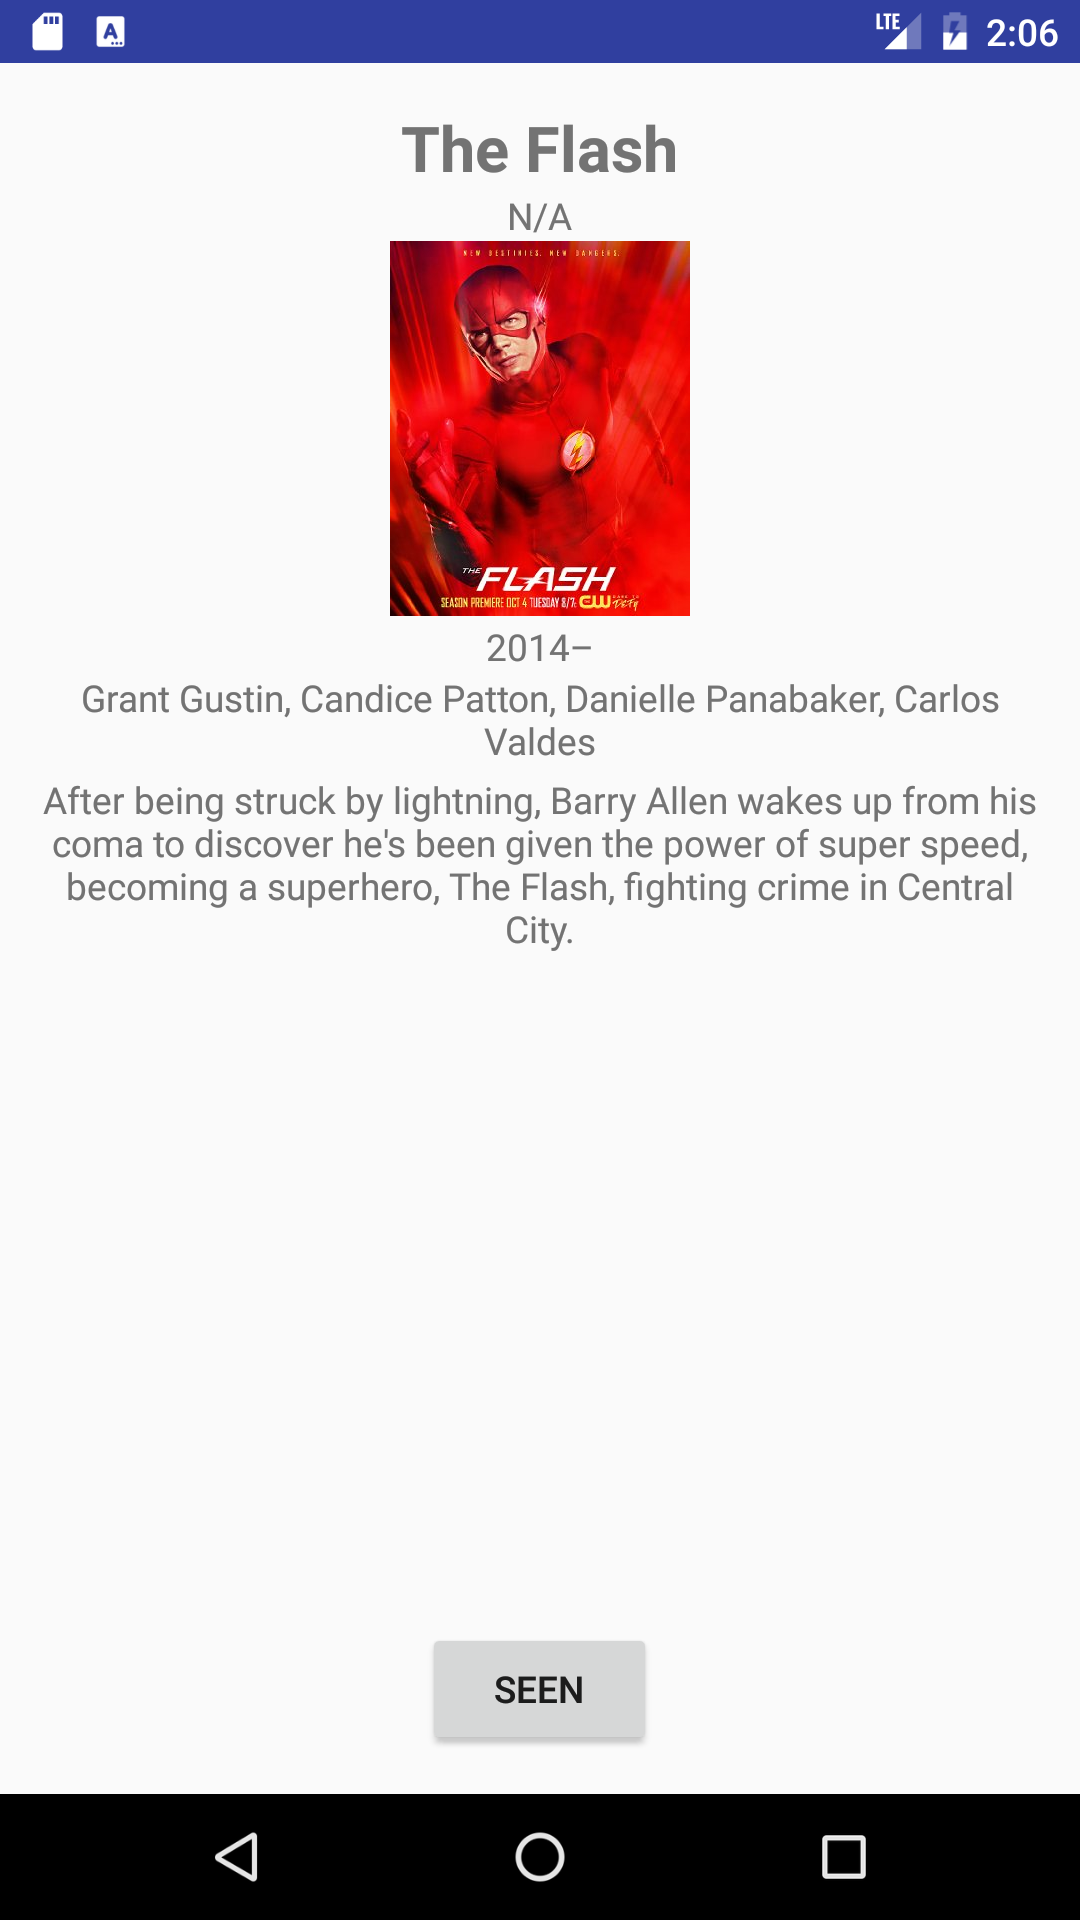 LTE 2:06
The Flash
N/A
NEW DESTINIES. NEW DANGERS.
THE FLASH
SEASON PREMIERE OCT 4 TUESDAY 8/7c CW DARE TO DEFY
2014–
Grant Gustin, Candice Patton, Danielle Panabaker, Carlos
Valdes
After being struck by lightning, Barry Allen wakes up from his
coma to discover he's been given the power of super speed,
becoming a superhero, The Flash, fighting crime in Central
City.
SEEN